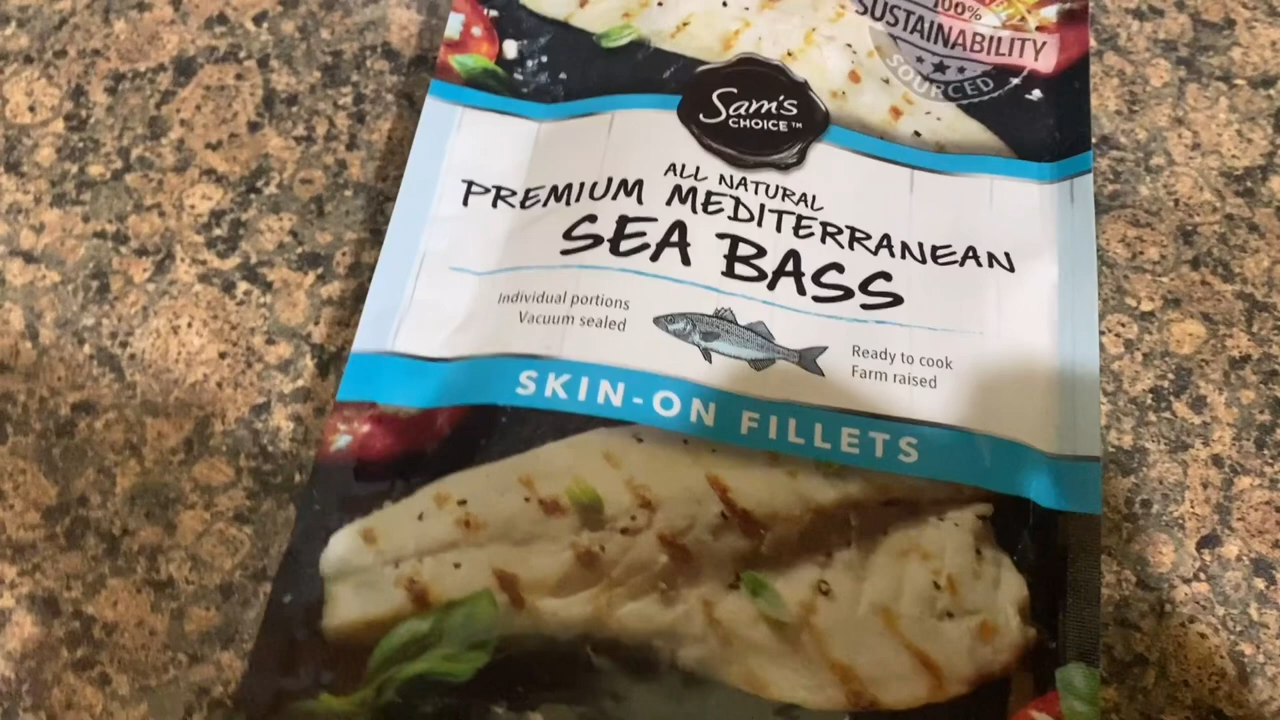 100%
SUSTAINABILITY
SOURCED
Sam's
CHOICE™
ALL NATURAL
PREMIUM MEDITERRANEAN
SEA BASS
Individual portions
Vacuum sealed
Ready to cook
Farm raised
SKIN-ON FILLETS